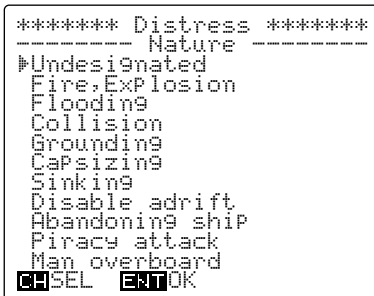 ******* Distress *******
-------- Nature --------
▶Undesignated
Fire,Explosion
Flooding
Collision
Grounding
Capsizing
Sinking
Disable adrift
Abandoning ship
Piracy attack
Man overboard
CH SEL ENT OK